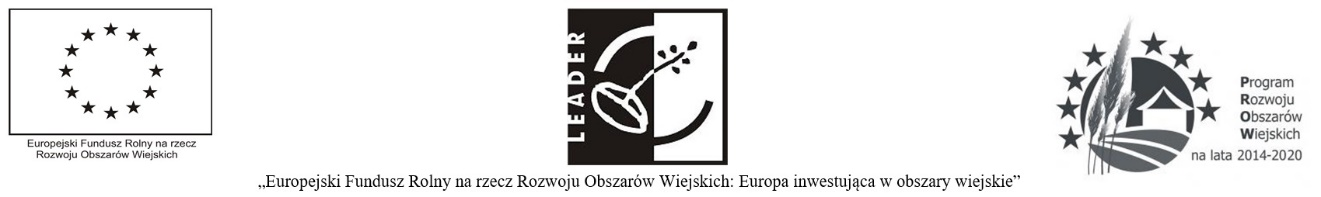 Europejski Fundusz Rolny na rzecz
Rozwoju Obszarów Wiejskich
LEADER
Program
Rozwoju
Obszarów
Wiejskich
na lata 2014-2020
„Europejski Fundusz Rolny na rzecz Rozwoju Obszarów Wiejskich: Europa inwestująca w obszary wiejskie”